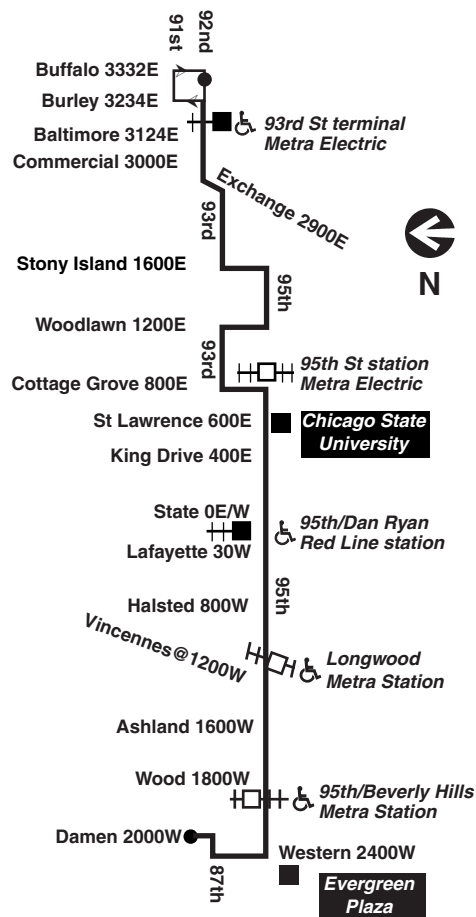 91st
92nd
Buffalo 3332E
Burley 3234E
Baltimore 3124E
93rd St terminal
Metra Electric
Commercial 3000E
Exchange 2900E
93rd
Stony Island 1600E
95th
N
Woodlawn 1200E
93rd
95th St station
Metra Electric
Cottage Grove 800E
St Lawrence 600E
Chicago State
University
King Drive 400E
State 0E/W
95th/Dan Ryan
Red Line station
Lafayette 30W
95th
Halsted 800W
Vincennes@1200W
Longwood
Metra Station
Ashland 1600W
Wood 1800W
95th/Beverly Hills
Metra Station
Damen 2000W
87th
Western 2400W
Evergreen
Plaza